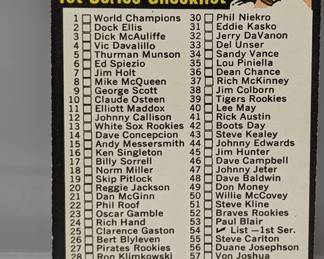 1st Series Checklist
1 World Champions
2 Dock Ellis
3 Dick McAuliffe
4 Vic Davalillo
5 Thurman Munson
6 Ed Spiezio
7 Jim Holt
8 Mike McQueen
9 George Scott
10 Claude Osteen
11 Elliott Maddox
12 Johnny Callison
13 White Sox Rookies
14 Dave Concepcion
15 Andy Messersmith
16 Ken Singleton
17 Billy Sorrell
18 Norm Miller
19 Skip Pitlock
20 Reggie Jackson
21 Dan McGinn
22 Phil Roof
23 Oscar Gamble
24 Rich Hand
25 Clarence Gaston
26 Bert Blyleven
27 Pirates Rookies
28 Ron Klimkowski
30 Phil Niekro
31 Eddie Kasko
32 Jerry DaVanon
33 Del Unser
34 Sandy Vance
35 Lou Piniella
36 Dean Chance
37 Rich McKinney
38 Jim Colborn
39 Tigers Rookies
40 Lee May
41 Rick Austin
42 Boots Day
43 Steve Kealey
44 Johnny Edwards
45 Jim Hunter
46 Dave Campbell
47 Johnny Jeter
48 Dave Baldwin
49 Don Money
50 Willie McCovey
51 Steve Kline
52 Braves Rookies
53 Paul Blair
54 List—1st Ser.
55 Steve Carlton
56 Duane Josephson
57 Von Joshua